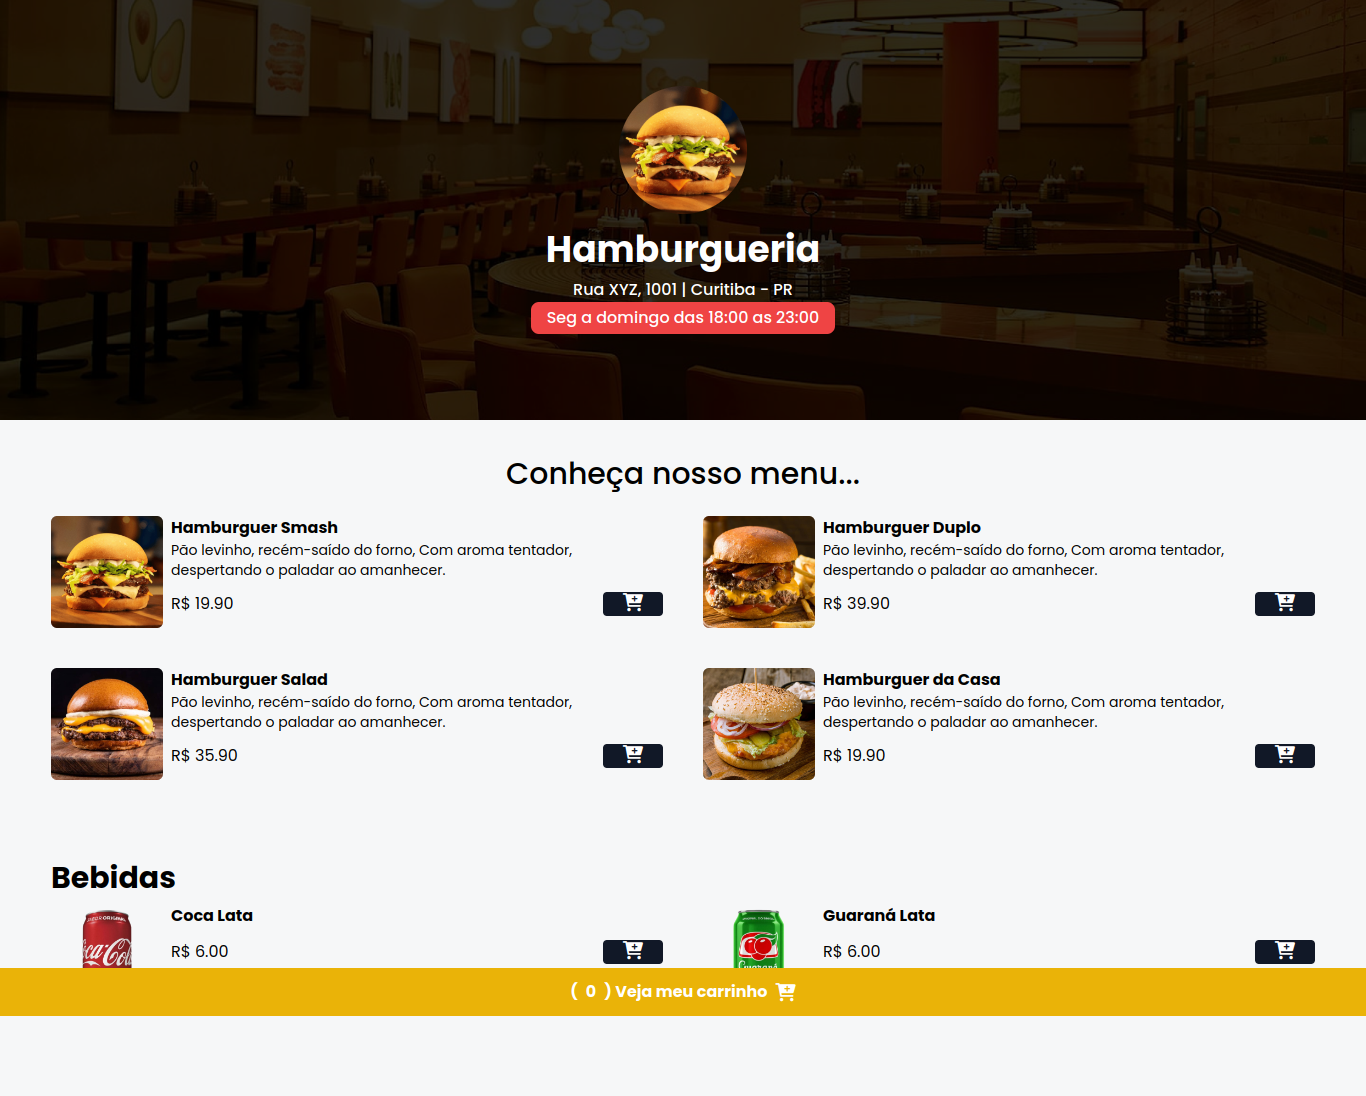 Hamburgueria
Rua XYZ, 1001 | Curitiba - PR
Seg a domingo das 18:00 as 23:00
Conheça nosso menu...
Hamburguer Smash
Pão levinho, recém-saído do forno, Com aroma tentador,
despertando o paladar ao amanhecer.
R$ 19.90
Hamburguer Duplo
Pão levinho, recém-saído do forno, Com aroma tentador,
despertando o paladar ao amanhecer.
R$ 39.90
Hamburguer Salad
Pão levinho, recém-saído do forno, Com aroma tentador,
despertando o paladar ao amanhecer.
R$ 35.90
Hamburguer da Casa
Pão levinho, recém-saído do forno, Com aroma tentador,
despertando o paladar ao amanhecer.
R$ 19.90
Bebidas
Coca Lata
R$ 6.00
Guaraná Lata
R$ 6.00
( 0 ) Veja meu carrinho